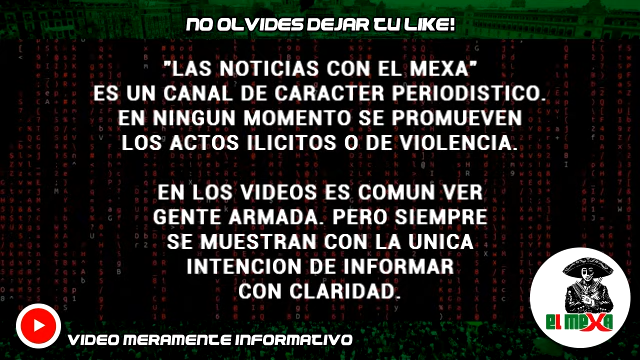 NO OLVIDES DEJAR TU LIKE!
"LAS NOTICIAS CON EL MEXA"
ES UN CANAL DE CARACTER PERIODISTICO.
EN NINGUN MOMENTO SE PROMUEVEN
LOS ACTOS ILICITOS O DE VIOLENCIA.
EN LOS VIDEOS ES COMUN VER
GENTE ARMADA. PERO SIEMPRE
SE MUESTRAN CON LA UNICA
INTENCION DE INFORMAR
CON CLARIDAD.
EL MEXA
VIDEO MERAMENTE INFORMATIVO